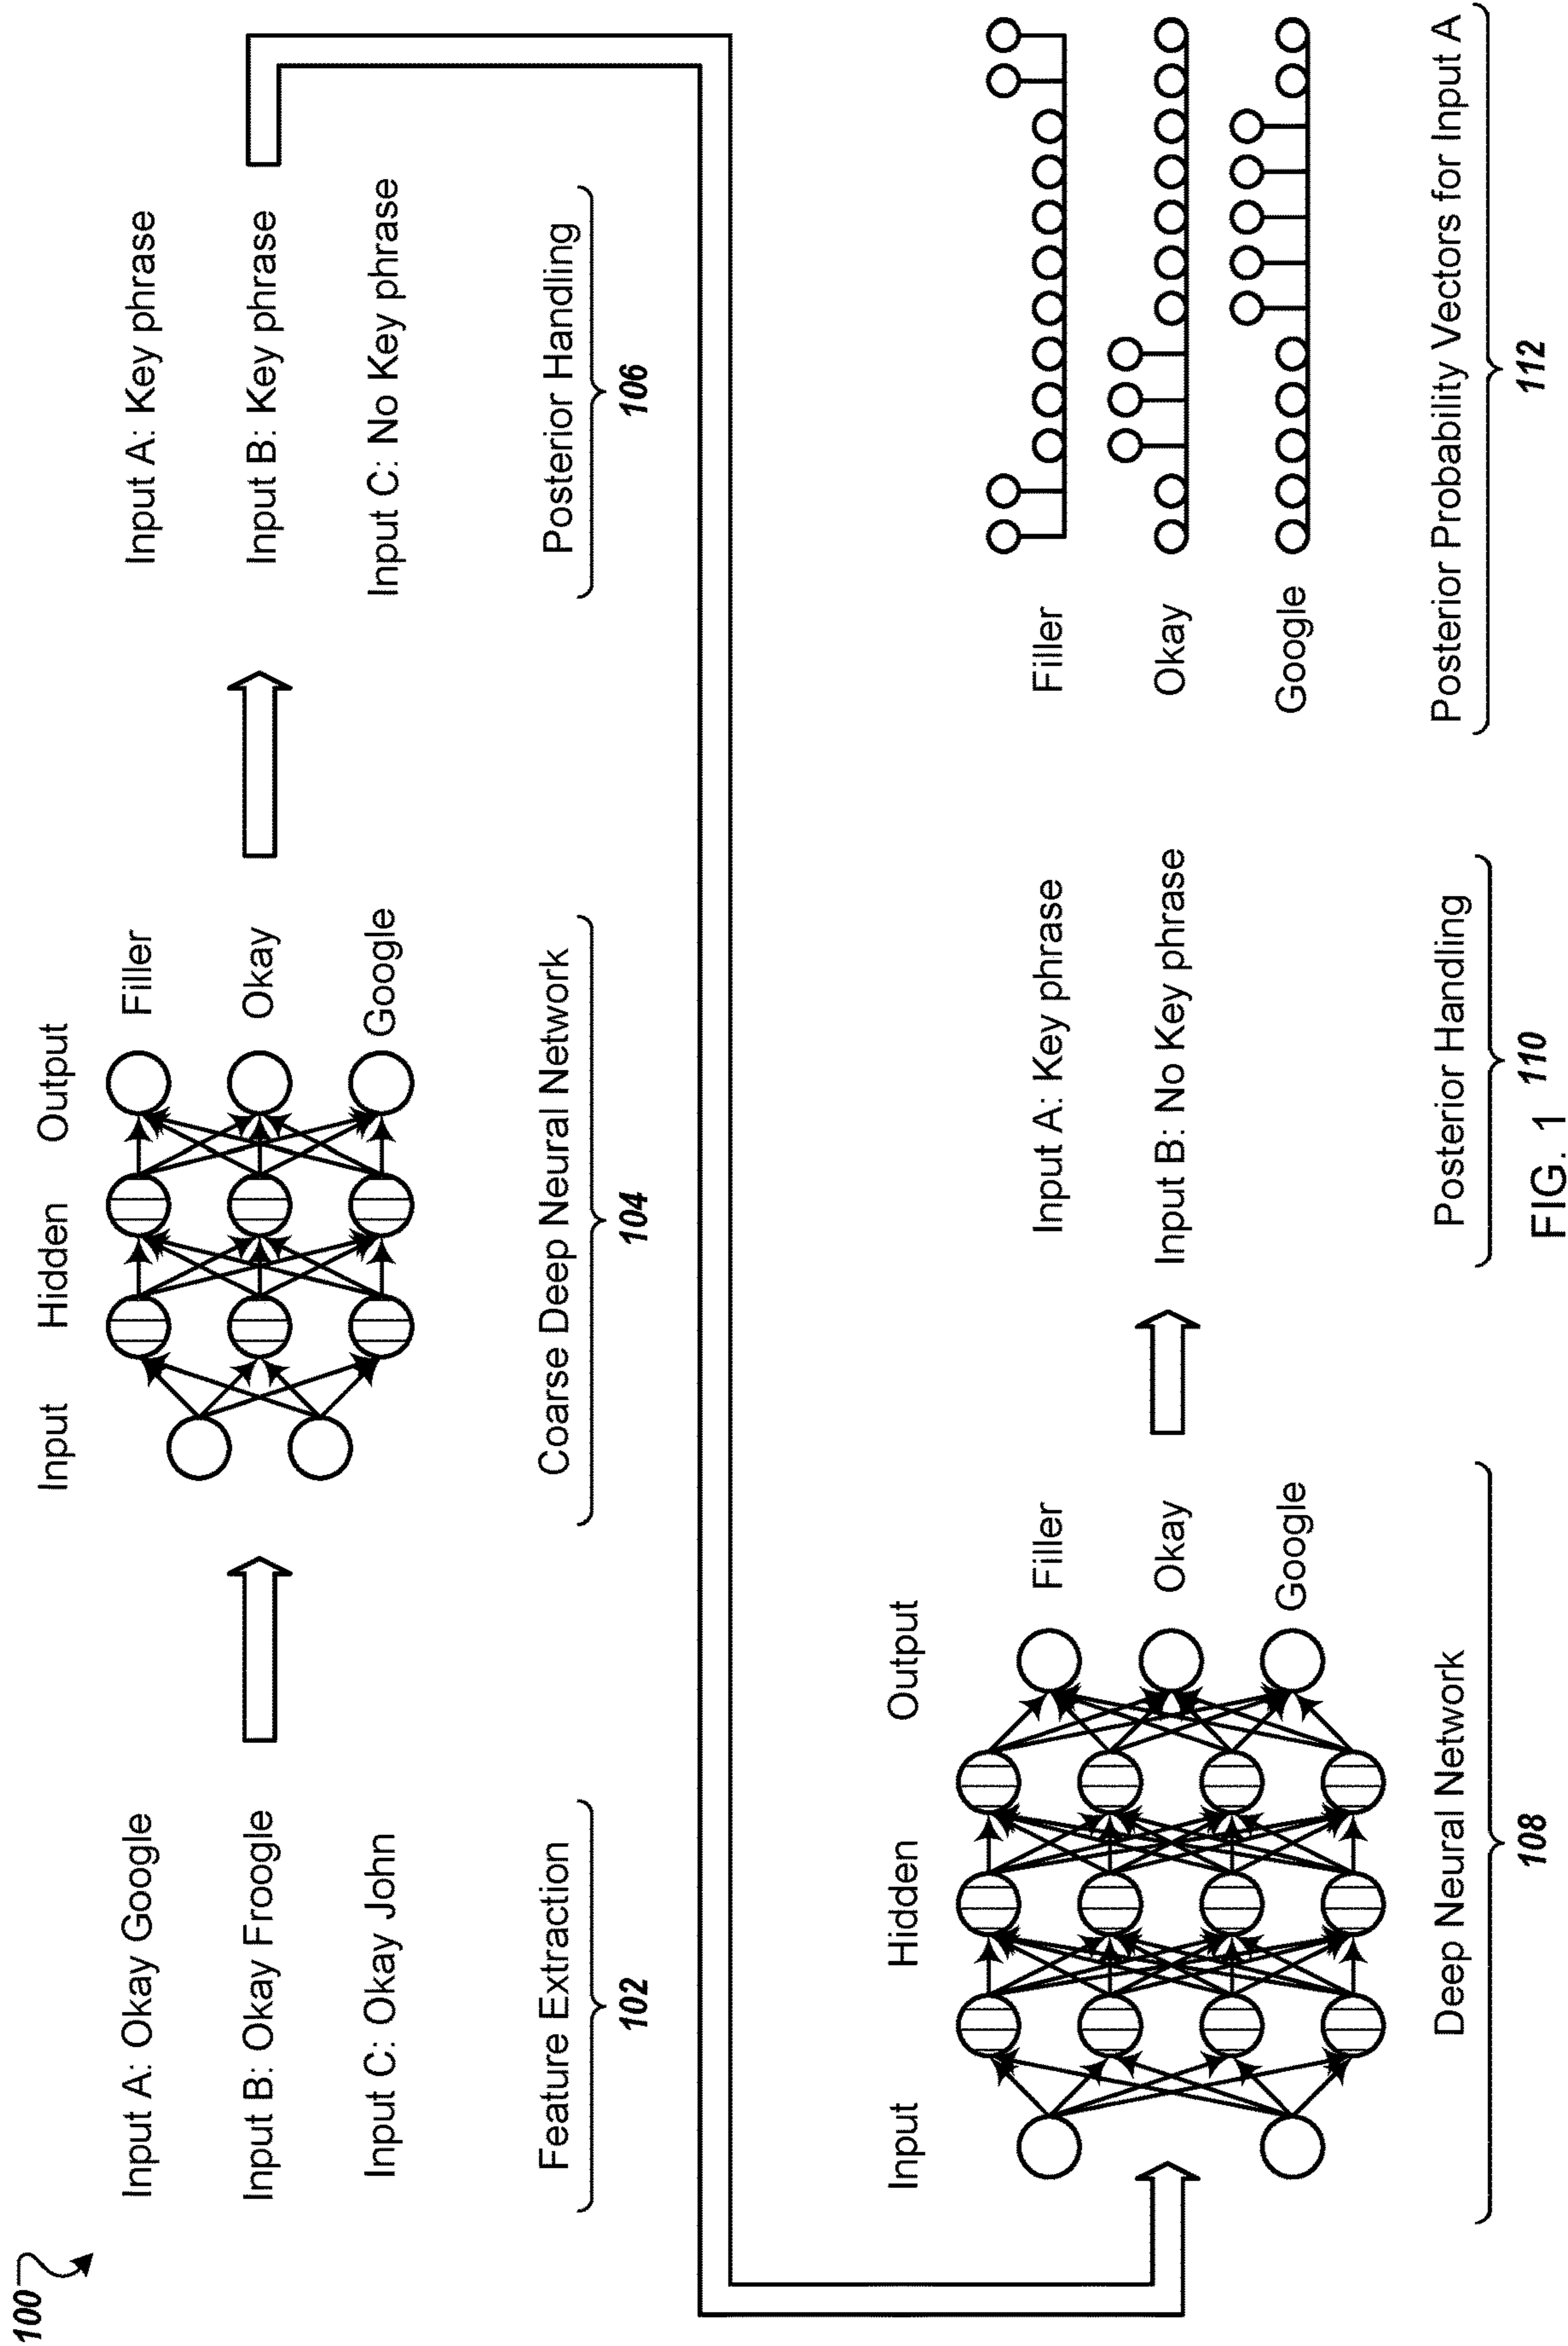 100
Input A: Okay Google
Input B: Okay Froogle
Input C: Okay John
Feature Extraction
102
Input Hidden Output
Filler
Okay
Google
Coarse Deep Neural Network
104
Input A: Key phrase
Input B: Key phrase
Input C: No Key phrase
Posterior Handling
106
Input Hidden Output
Filler
Okay
Google
Deep Neural Network
108
Input A: Key phrase
Input B: No Key phrase
Posterior Handling
110
Filler
Okay
Google
Posterior Probability Vectors for Input A
112
FIG. 1